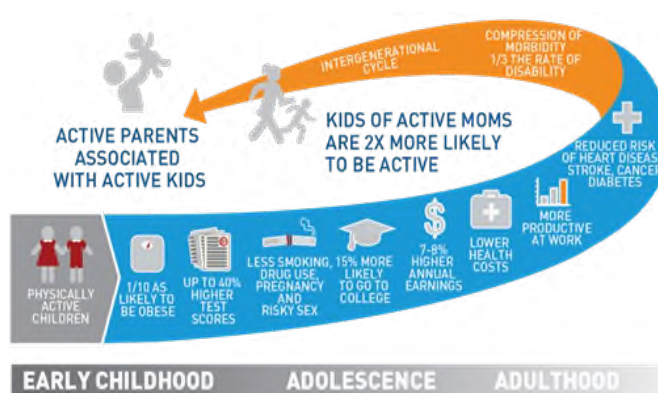 INTERGENERATIONAL
CYCLE
COMPRESSION OF
MORBIDITY
1/3 THE RATE OF
DISABILITY
ACTIVE PARENTS
ASSOCIATED
WITH ACTIVE KIDS
KIDS OF ACTIVE MOMS
ARE 2X MORE LIKELY
TO BE ACTIVE
PHYSICALLY
ACTIVE
CHILDREN
1/10 AS
LIKELY TO
BE OBESE
UP TO 40%
HIGHER
TEST
SCORES
LESS SMOKING,
DRUG USE,
PREGNANCY
AND
RISKY SEX
15% MORE
LIKELY
TO GO TO
COLLEGE
$
7-8%
HIGHER
ANNUAL
EARNINGS
LOWER
HEALTH
COSTS
MORE
PRODUCTIVE
AT WORK
REDUCED RISK
OF HEART DISEAS
STROKE, CANCER
DIABETES
EARLY CHILDHOOD ADOLESCENCE ADULTHOOD